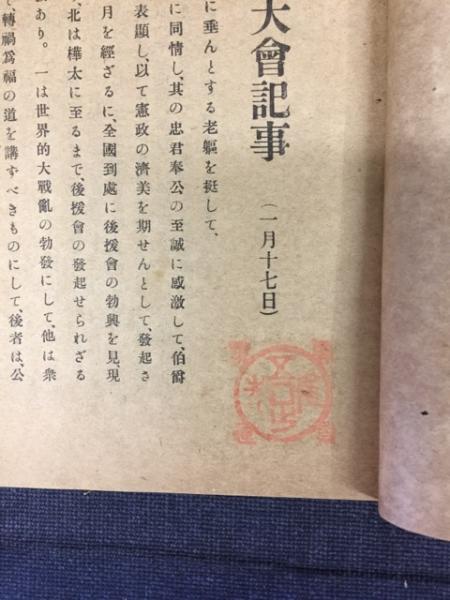 大會記事
(一月十七日)
に垂んとする老軀を挺して、
に同情し、其の忠君奉公の至誠に感激して、伯爵
表顯し、以て憲政の濟美を期せんとして、發起さ
月を經ざるに、全國到處に後援會の勃興を見、現
、北は樺太に至るまで、後援會の發起せられざる
あり。一は世界的大戰亂の勃發にして、他は衆
、轉禍爲福の道を講ずべきものにして、後者は、公